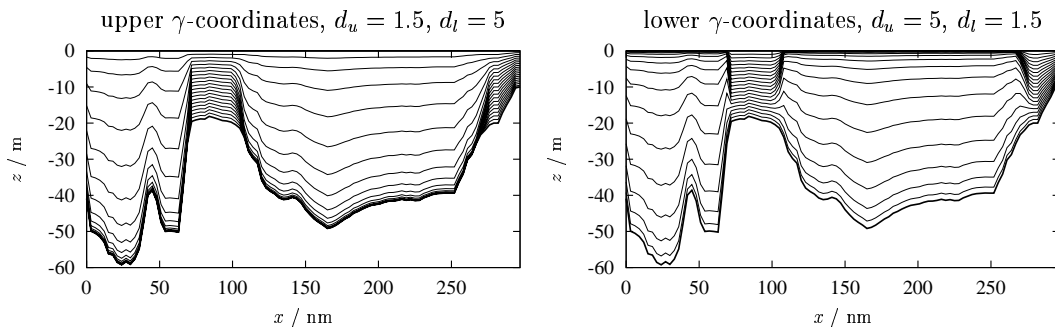 upper γ-coordinates, d_u = 1.5, d_l = 5
0
-10
-20
-30
-40
-50
-60
z / m
0 50 100 150 200 250
x / nm
lower γ-coordinates, d_u = 5, d_l = 1.5
0
-10
-20
-30
-40
-50
-60
z / m
0 50 100 150 200 250
x / nm